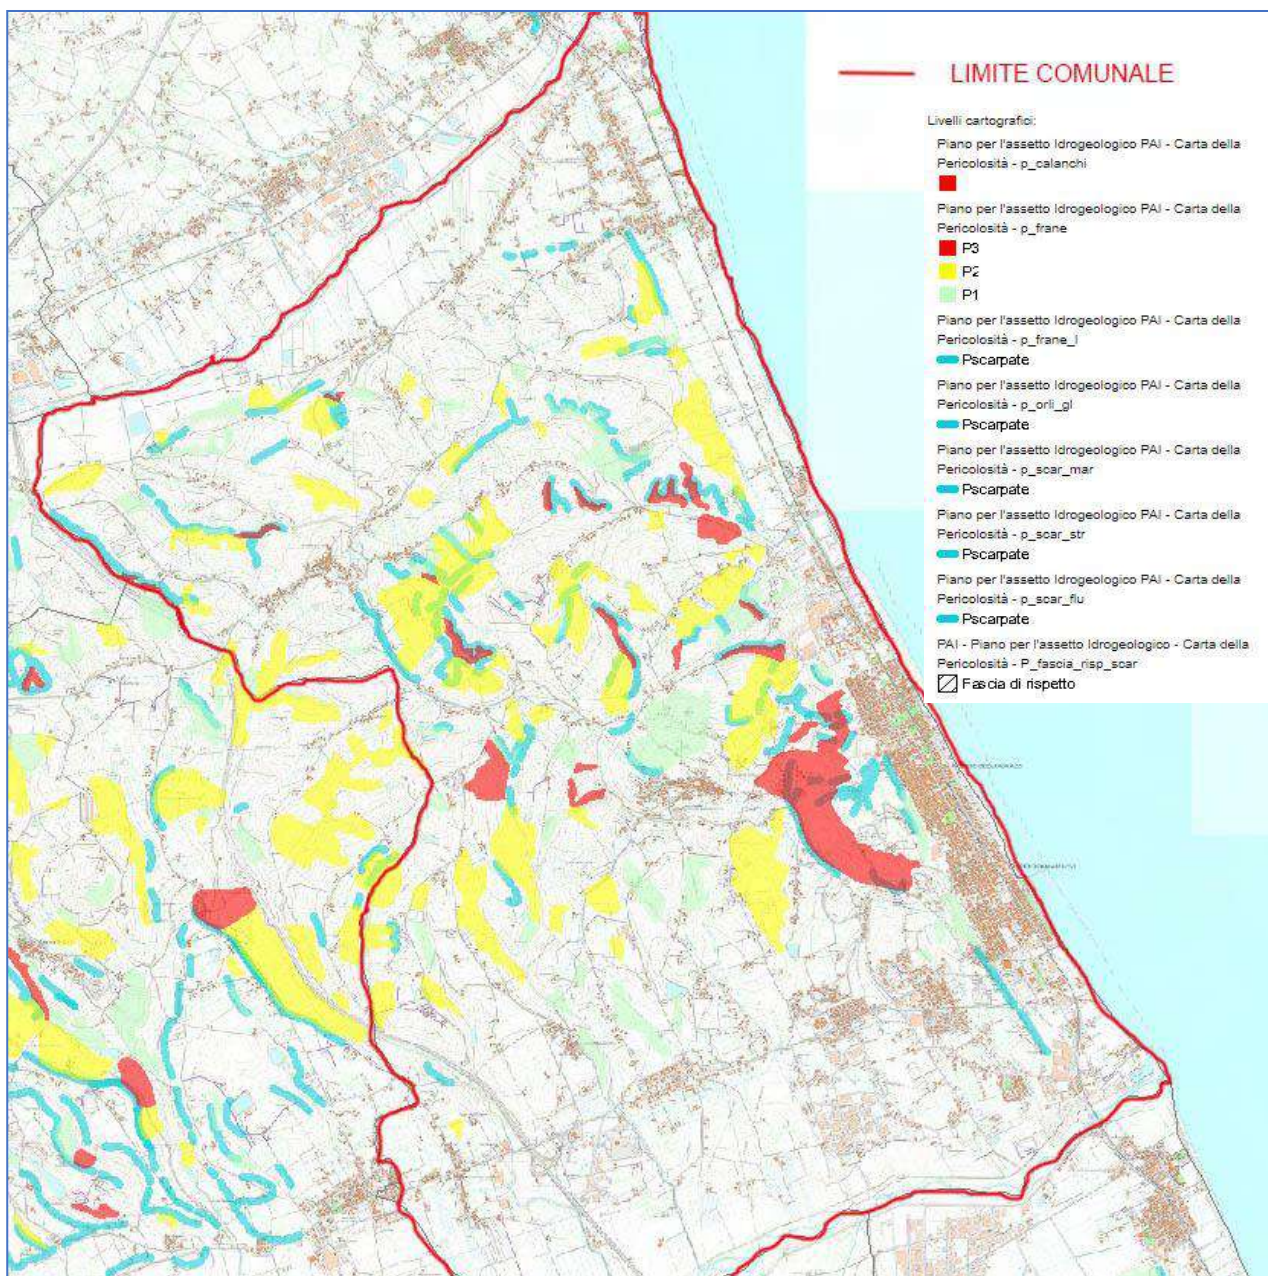 LIMITE COMUNALE
Livelli cartografici:
Piano per l'assetto Idrogeologico PAI - Carta della
Pericolosità - p_calanchi
Piano per l'assetto Idrogeologico PAI - Carta della
Pericolosità - p_frane
P3
P2
P1
Piano per l'assetto Idrogeologico PAI - Carta della
Pericolosità - p_frane_l
Pscarpate
Piano per l'assetto Idrogeologico PAI - Carta della
Pericolosità - p_orli_gl
Pscarpate
Piano per l'assetto Idrogeologico PAI - Carta della
Pericolosità - p_scar_mar
Pscarpate
Piano per l'assetto Idrogeologico PAI - Carta della
Pericolosità - p_scar_str
Pscarpate
Piano per l'assetto Idrogeologico PAI - Carta della
Pericolosità - p_scar_flu
Pscarpate
PAI - Piano per l'assetto Idrogeologico - Carta della
Pericolosità - P_fascia_risp_scar
Fascia di rispetto